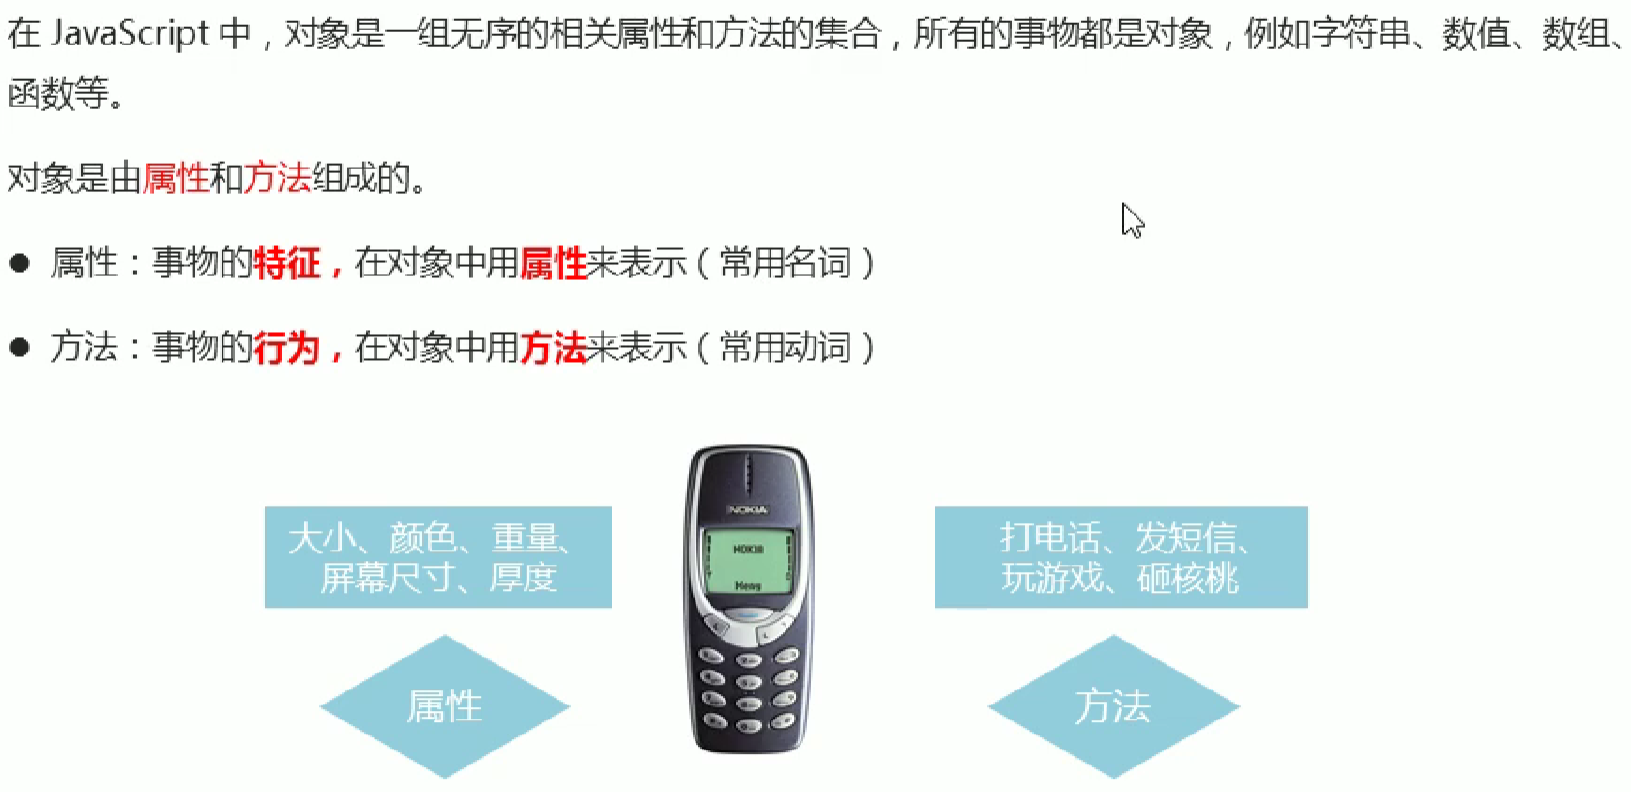 在 JavaScript 中，对象是一组无序的相关属性和方法的集合，所有的事物都是对象，例如字符串、数值、数组、
函数等。
对象是由属性和方法组成的。
● 属性：事物的特征，在对象中用属性来表示（常用名词）
● 方法：事物的行为，在对象中用方法来表示（常用动词）
大小、颜色、重量、
屏幕尺寸、厚度
NOKIA
Meng
打电话、发短信、
玩游戏、砸核桃
属性
方法